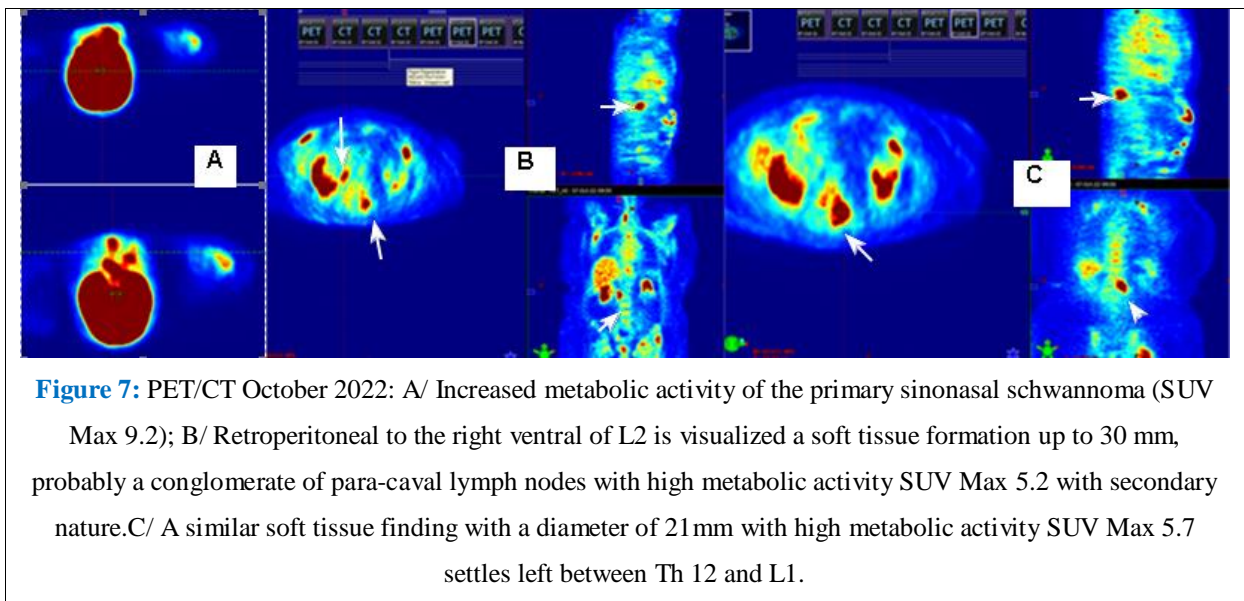 PET CT CT CT PET PET PET
PET CT CT CT PET PET
A
B
C
Figure 7: PET/CT October 2022: A/ Increased metabolic activity of the primary sinonasal schwannoma (SUV
Max 9.2); B/ Retroperitoneal to the right ventral of L2 is visualized a soft tissue formation up to 30 mm,
probably a conglomerate of para-caval lymph nodes with high metabolic activity SUV Max 5.2 with secondary
nature.C/ A similar soft tissue finding with a diameter of 21mm with high metabolic activity SUV Max 5.7
settles left between Th 12 and L1.